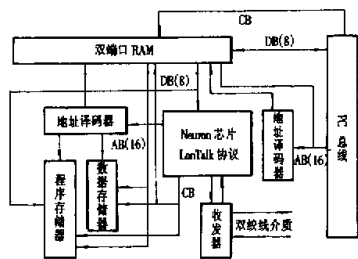 CB
双端口 RAM
DB(8)
DB(8)
地址译码器
Neuron 芯片
LonTalk 协议
地址译码器
PC 总线
AB(16)
AB(16)
程序存储器
数据存储器
CB
收发器
双绞线介质